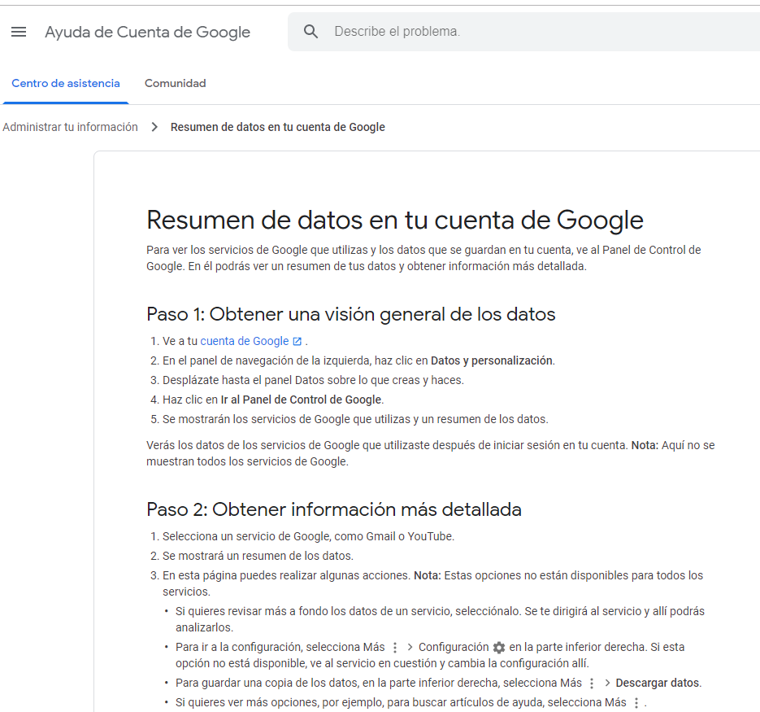 Ayuda de Cuenta de Google
Describe el problema.
Centro de asistencia
Comunidad
Administrar tu información
Resumen de datos en tu cuenta de Google
Resumen de datos en tu cuenta de Google
Para ver los servicios de Google que utilizas y los datos que se guardan en tu cuenta, ve al Panel de Control de
Google. En él podrás ver un resumen de tus datos y obtener información más detallada.
Paso 1: Obtener una visión general de los datos
1. Ve a tu cuenta de Google .
2. En el panel de navegación de la izquierda, haz clic en Datos y personalización.
3. Desplázate hasta el panel Datos sobre lo que creas y haces.
4. Haz clic en Ir al Panel de Control de Google.
5. Se mostrarán los servicios de Google que utilizas y un resumen de los datos.
Verás los datos de los servicios de Google que utilizaste después de iniciar sesión en tu cuenta. Nota: Aquí no se
muestran todos los servicios de Google.
Paso 2: Obtener información más detallada
1. Selecciona un servicio de Google, como Gmail o YouTube.
2. Se mostrará un resumen de los datos.
3. En esta página puedes realizar algunas acciones. Nota: Estas opciones no están disponibles para todos los
servicios.
• Si quieres revisar más a fondo los datos de un servicio, selecciónalo. Se te dirigirá al servicio y allí podrás
analizarlos.
• Para ir a la configuración, selecciona Más > Configuración en la parte inferior derecha. Si esta
opción no está disponible, ve al servicio en cuestión y cambia la configuración allí.
• Para guardar una copia de los datos, en la parte inferior derecha, selecciona Más > Descargar datos.
• Si quieres ver más opciones, por ejemplo, para buscar artículos de ayuda, selecciona Más .